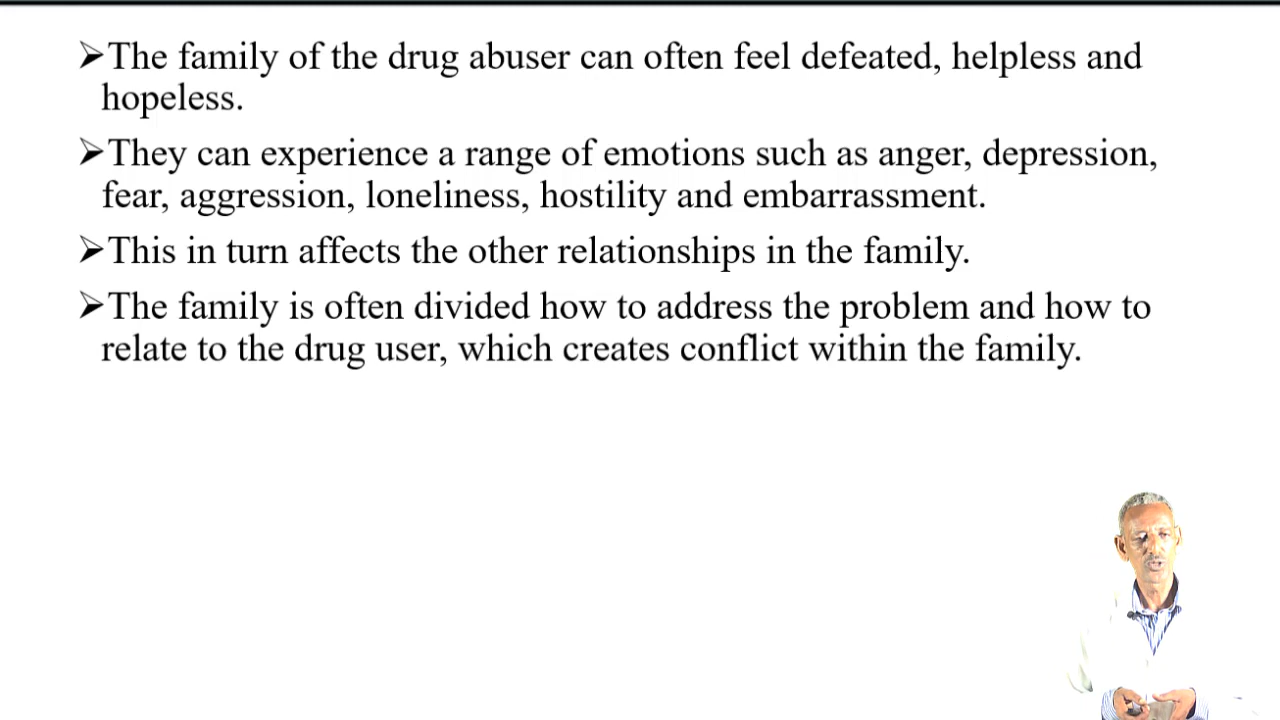 ➢The family of the drug abuser can often feel defeated, helpless and
hopeless.
➢They can experience a range of emotions such as anger, depression,
fear, aggression, loneliness, hostility and embarrassment.
➢This in turn affects the other relationships in the family.
➢The family is often divided how to address the problem and how to
relate to the drug user, which creates conflict within the family.